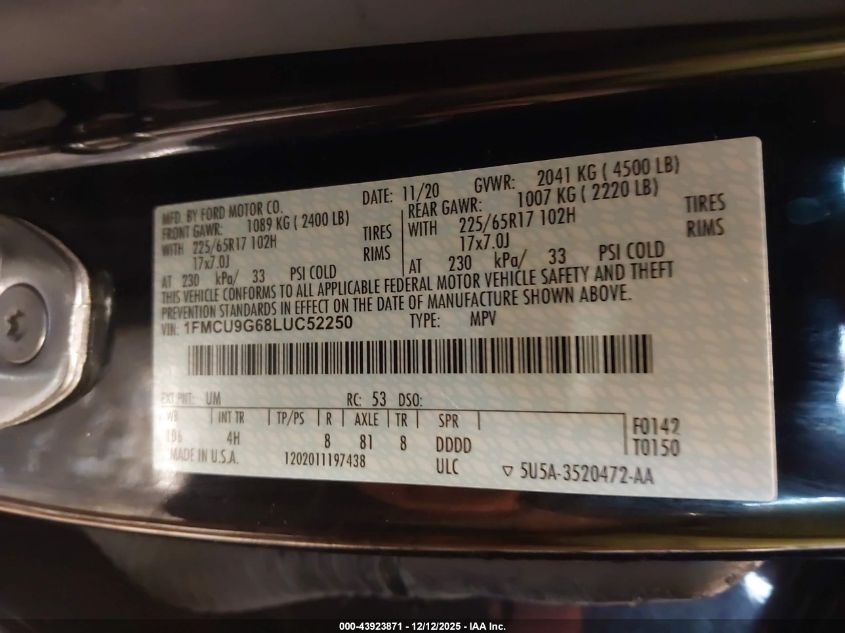 MFD. BY FORD MOTOR CO. DATE: 11/20 GVWR: 2041 KG ( 4500 LB)
FRONT GAWR: 1089 KG ( 2400 LB) REAR GAWR: 1007 KG ( 2220 LB)
WITH 225/65R17 102H TIRES WITH 225/65R17 102H TIRES
17x7.0J RIMS 17x7.0J RIMS
AT 230 kPa/ 33 PSI COLD AT 230 kPa/ 33 PSI COLD
THIS VEHICLE CONFORMS TO ALL APPLICABLE FEDERAL MOTOR VEHICLE SAFETY AND THEFT
PREVENTION STANDARDS IN EFFECT ON THE DATE OF MANUFACTURE SHOWN ABOVE.
VIN: 1FMCU9G68LUC52250 TYPE: MPV
EXT PNT: UM RC: 53 DSO:
WB INT TR TP/PS R AXLE TR SPR F0142
106 4H 8 81 8 DDDD T0150
MADE IN U.S.A. 1202011197438 ULC ▽ 5U5A-3520472-AA
000-43923871 - 12/12/2025 - IAA Inc.